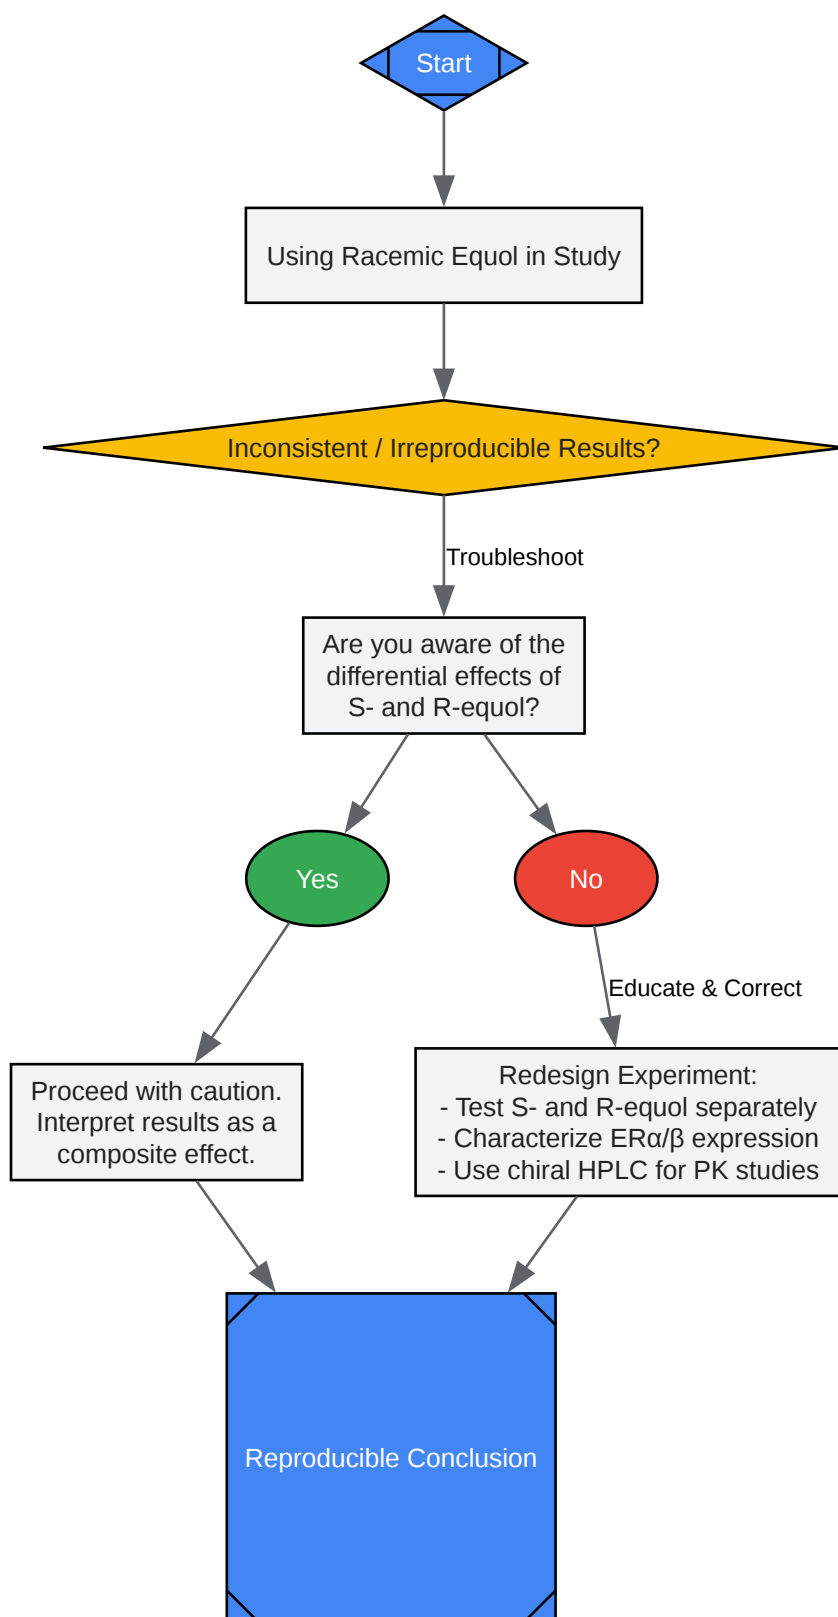 Start
Using Racemic Equol in Study
Inconsistent / Irreproducible Results?
Troubleshoot
Are you aware of the
differential effects of
S- and R-equol?
Yes
No
Educate & Correct
Proceed with caution.
Interpret results as a
composite effect.
Redesign Experiment:
- Test S- and R-equol separately
- Characterize ERα/β expression
- Use chiral HPLC for PK studies
Reproducible Conclusion